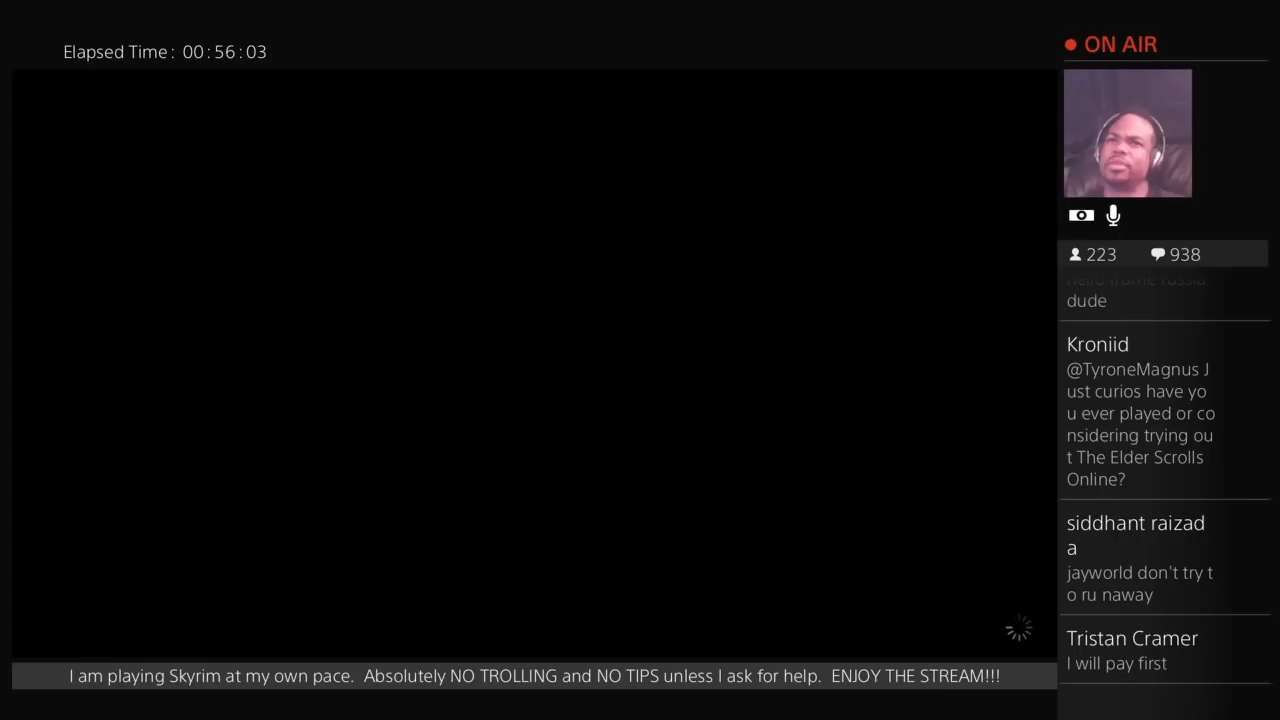 Elapsed Time: 00:56:03
ON AIR
223 938
dude
Kroniid
@TyroneMagnus J
ust curios have yo
u ever played or co
nsidering trying ou
t The Elder Scrolls
Online?
siddhant raizad
a
jayworld don't try t
o ru naway
Tristan Cramer
I will pay first
I am playing Skyrim at my own pace. Absolutely NO TROLLING and NO TIPS unless I ask for help. ENJOY THE STREAM!!!